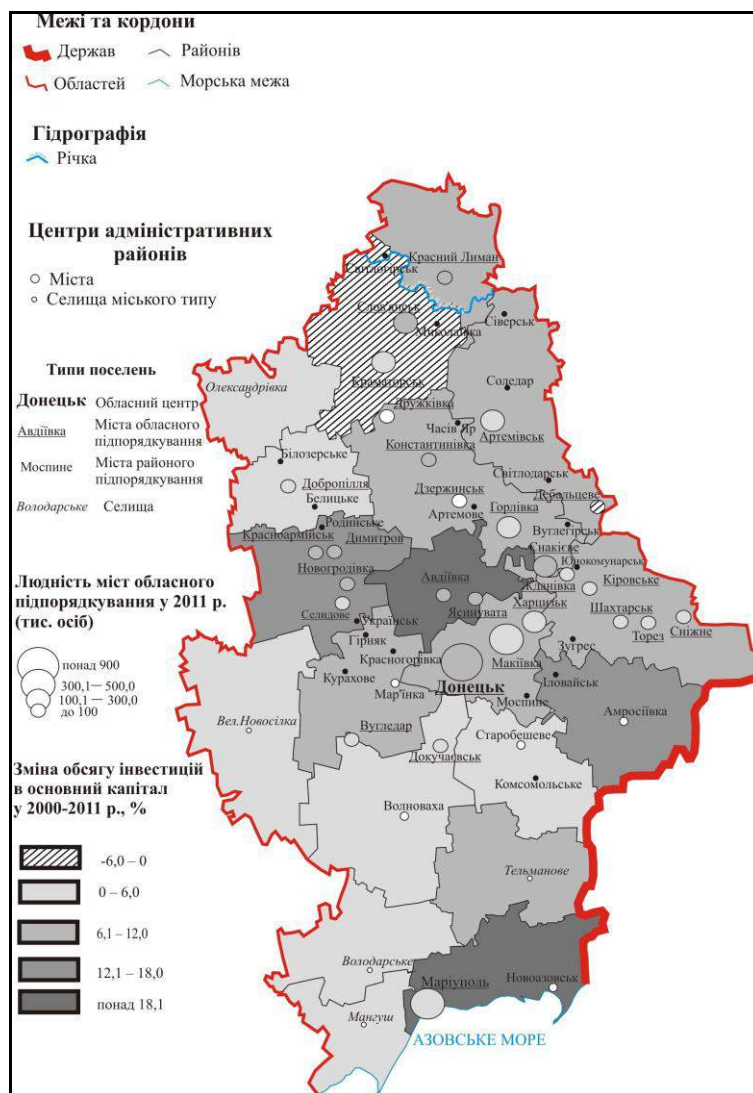 Межі та кордони
Держав
Районів
Областей
Морська межа
Гідрографія
Річка
Центри адміністративних
районів
Міста
Селища міського типу
Типи поселень
Донецьк Обласний центр
Авдіївка Міста обласного
підпорядкування
Моспине Міста районого
підпорядкування
Володарське Селища
Людність міст обласного
підпорядкування у 2011 р.
(тис. осіб)
понад 900
300,1— 500,0
100,1 — 300,0
до 100
Зміна обсягу інвестицій
в основний капітал
у 2000-2011 р., %
-6,0 – 0
0 – 6,0
6,1 – 12,0
12,1 – 18,0
понад 18,1
Красний Лиман
Світлогірськ
Слов'янськ
Миколаївка
Сіверськ
Олександрівка
Краматорськ
Соледар
Дружківка
Часів Яр
Артемівськ
Константинівка
Білозерське
Світлодарськ
Добропілля
Дзержинськ
Дебальцеве
Белицьке
Артемове
Горлівка
Родинське
Вуглегірськ
Красноармійськ
Димитров
Єнакієве
Юнокомунарськ
Новогродівка
Авдіївка
Жданівка
Кіровське
Ясинувата
Харцизьк
Селидове
Українськ
Шахтарськ
Гірняк
Торез
Сніжне
Зугрес
Красногорівка
Макіївка
Курахове
Донецьк
Іловайськ
Мар'їнка
Моспине
Амросіївка
Вел.Новосілка
Вугледар
Старобешеве
Докучаєвськ
Комсомольське
Волноваха
Тельманове
Володарське
Маріуполь
Новоазовськ
Мангуш
АЗОВСЬКЕ МОРЕ